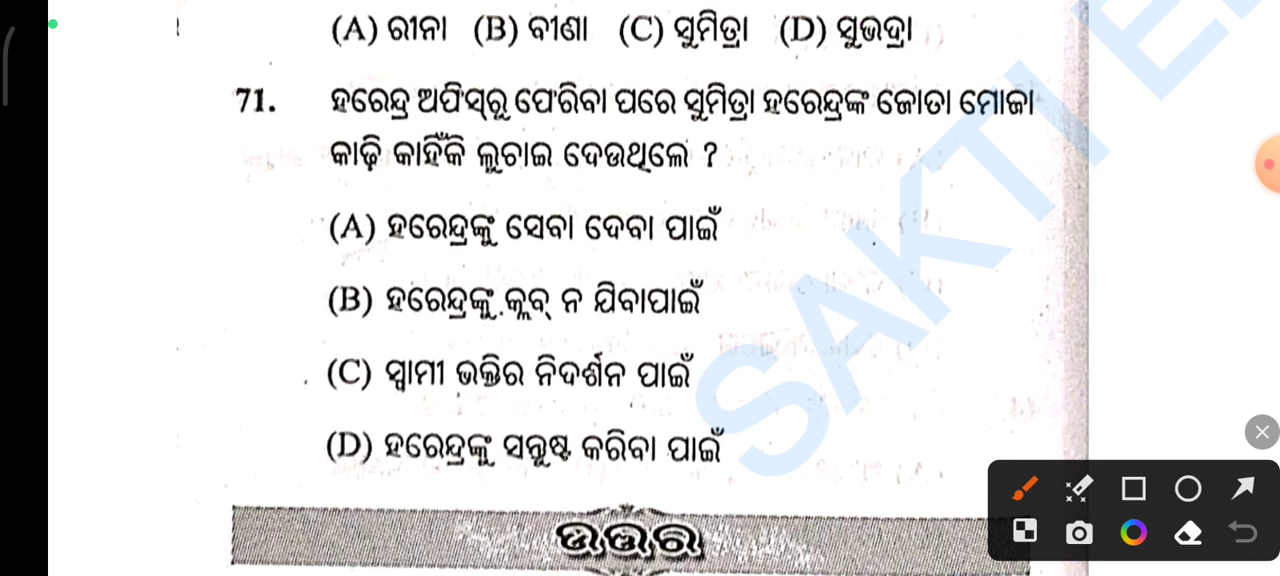 (A) ରୀନା (B) ବୀଣା (C) ସୁମିତ୍ରା (D) ସୁଭଦ୍ରା
71. ହରେନ୍ଦ୍ର ଅଫିସ୍‌ରୁ ଫେରିବା ପରେ ସୁମିତ୍ରା ହରେନ୍ଦ୍ରଙ୍କ ଜୋତା ମୋଜା
କାଢ଼ି କାହିଁକି ଲୁଚାଇ ଦେଉଥିଲେ ?
(A) ହରେନ୍ଦ୍ରଙ୍କୁ ସେବା ଦେବା ପାଇଁ
(B) ହରେନ୍ଦ୍ରଙ୍କୁ କ୍ଲବ୍ ନ ଯିବାପାଇଁ
(C) ସ୍ୱାମୀ ଭକ୍ତିର ନିଦର୍ଶନ ପାଇଁ
(D) ହରେନ୍ଦ୍ରଙ୍କୁ ସନ୍ତୁଷ୍ଟ କରିବା ପାଇଁ
ଉତ୍ତର
SAKTI